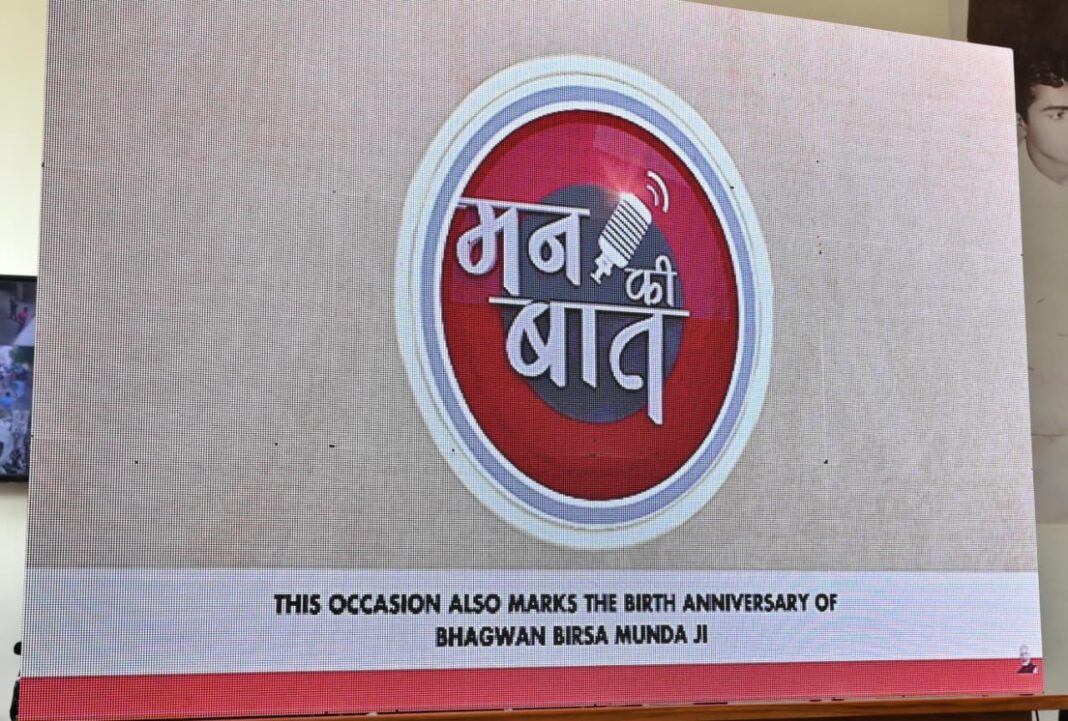 मन
की
बात
THIS OCCASION ALSO MARKS THE BIRTH ANNIVERSARY OF
BHAGWAN BIRSA MUNDA JI